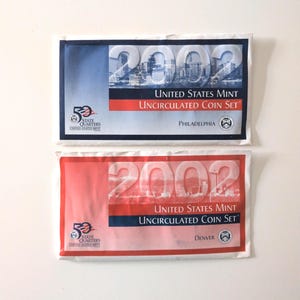 2002
UNITED STATES MINT
UNCIRCULATED COIN SET
50
STATE
QUARTERS
PHILADELPHIA
2002
UNITED STATES MINT
UNCIRCULATED COIN SET
50
STATE
QUARTERS
DENVER